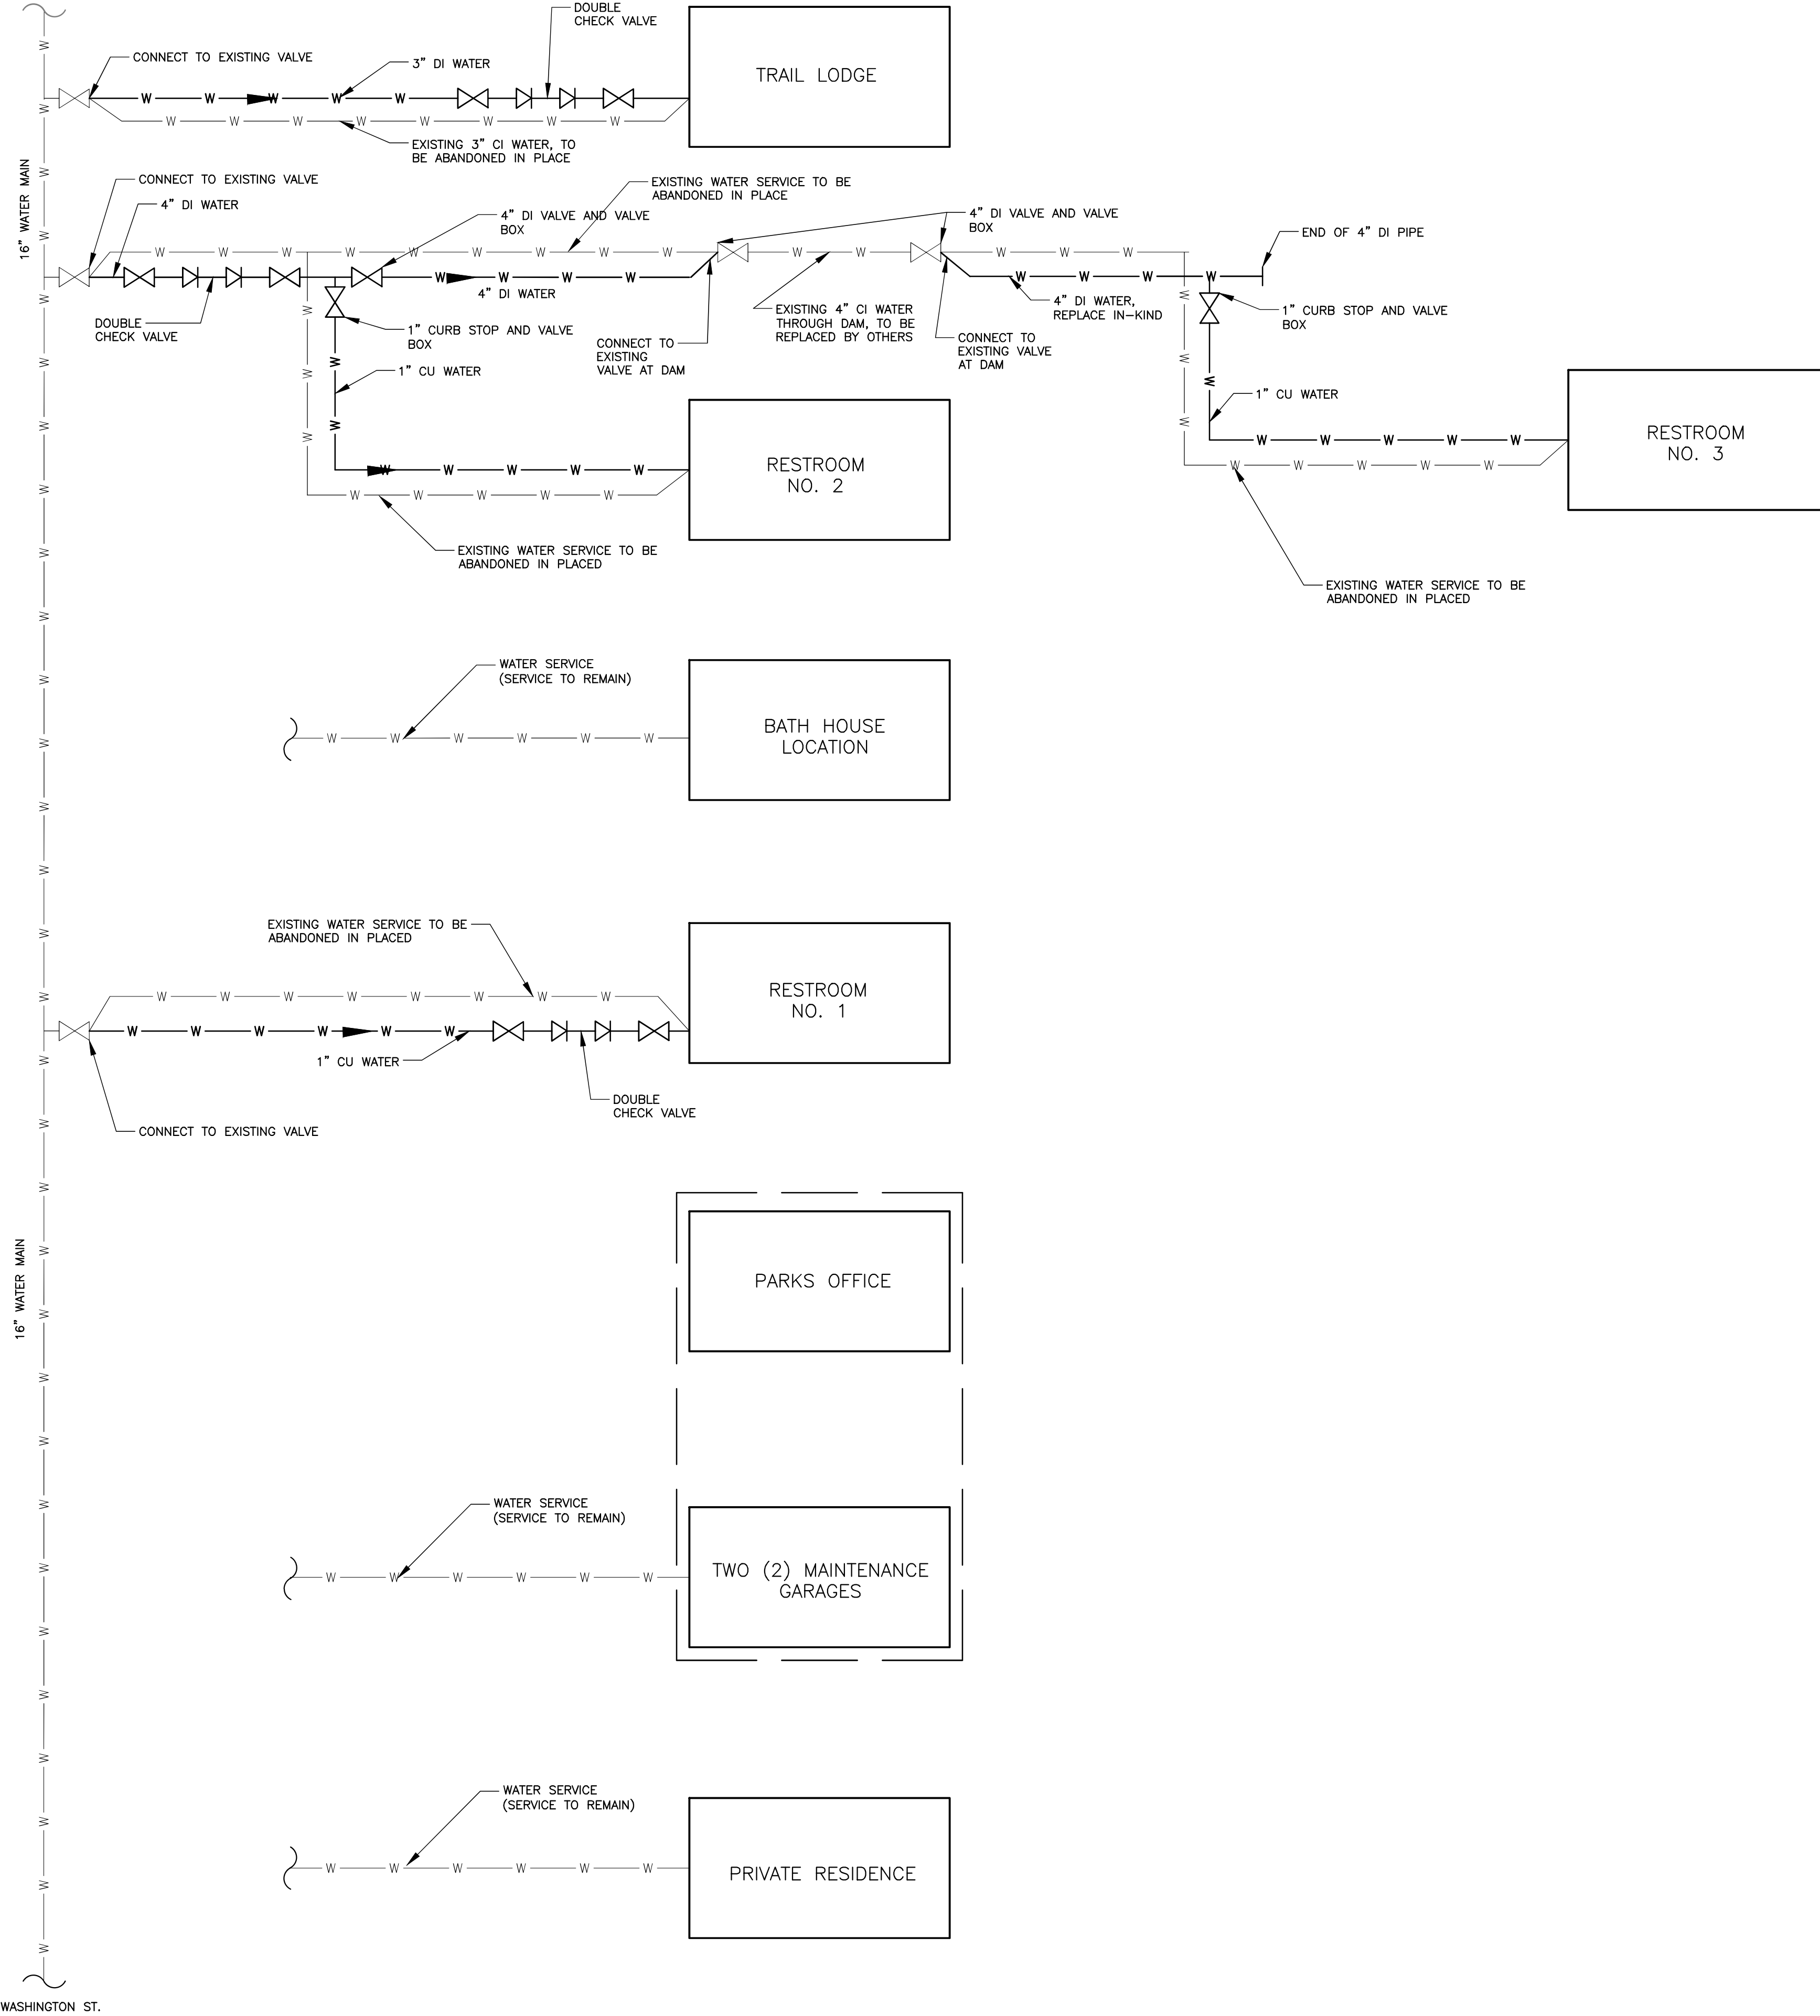 DOUBLE
CHECK VALVE
TRAIL LODGE
CONNECT TO EXISTING VALVE
3" DI WATER
EXISTING 3" CI WATER, TO
BE ABANDONED IN PLACE
16" WATER MAIN
CONNECT TO EXISTING VALVE
4" DI WATER
EXISTING WATER SERVICE TO BE
ABANDONED IN PLACE
4" DI VALVE AND VALVE
BOX
4" DI VALVE AND VALVE
BOX
END OF 4" DI PIPE
4" DI WATER
DOUBLE
CHECK VALVE
1" CURB STOP AND VALVE
BOX
CONNECT TO
EXISTING
VALVE AT DAM
EXISTING 4" CI WATER
THROUGH DAM, TO BE
REPLACED BY OTHERS
CONNECT TO
EXISTING VALVE
AT DAM
4" DI WATER,
REPLACE IN-KIND
1" CURB STOP AND VALVE
BOX
1" CU WATER
1" CU WATER
RESTROOM
NO. 2
RESTROOM
NO. 3
EXISTING WATER SERVICE TO BE
ABANDONED IN PLACED
EXISTING WATER SERVICE TO BE
ABANDONED IN PLACED
WATER SERVICE
(SERVICE TO REMAIN)
BATH HOUSE
LOCATION
EXISTING WATER SERVICE TO BE
ABANDONED IN PLACED
RESTROOM
NO. 1
1" CU WATER
DOUBLE
CHECK VALVE
CONNECT TO EXISTING VALVE
16" WATER MAIN
PARKS OFFICE
WATER SERVICE
(SERVICE TO REMAIN)
TWO (2) MAINTENANCE
GARAGES
WATER SERVICE
(SERVICE TO REMAIN)
PRIVATE RESIDENCE
WASHINGTON ST.